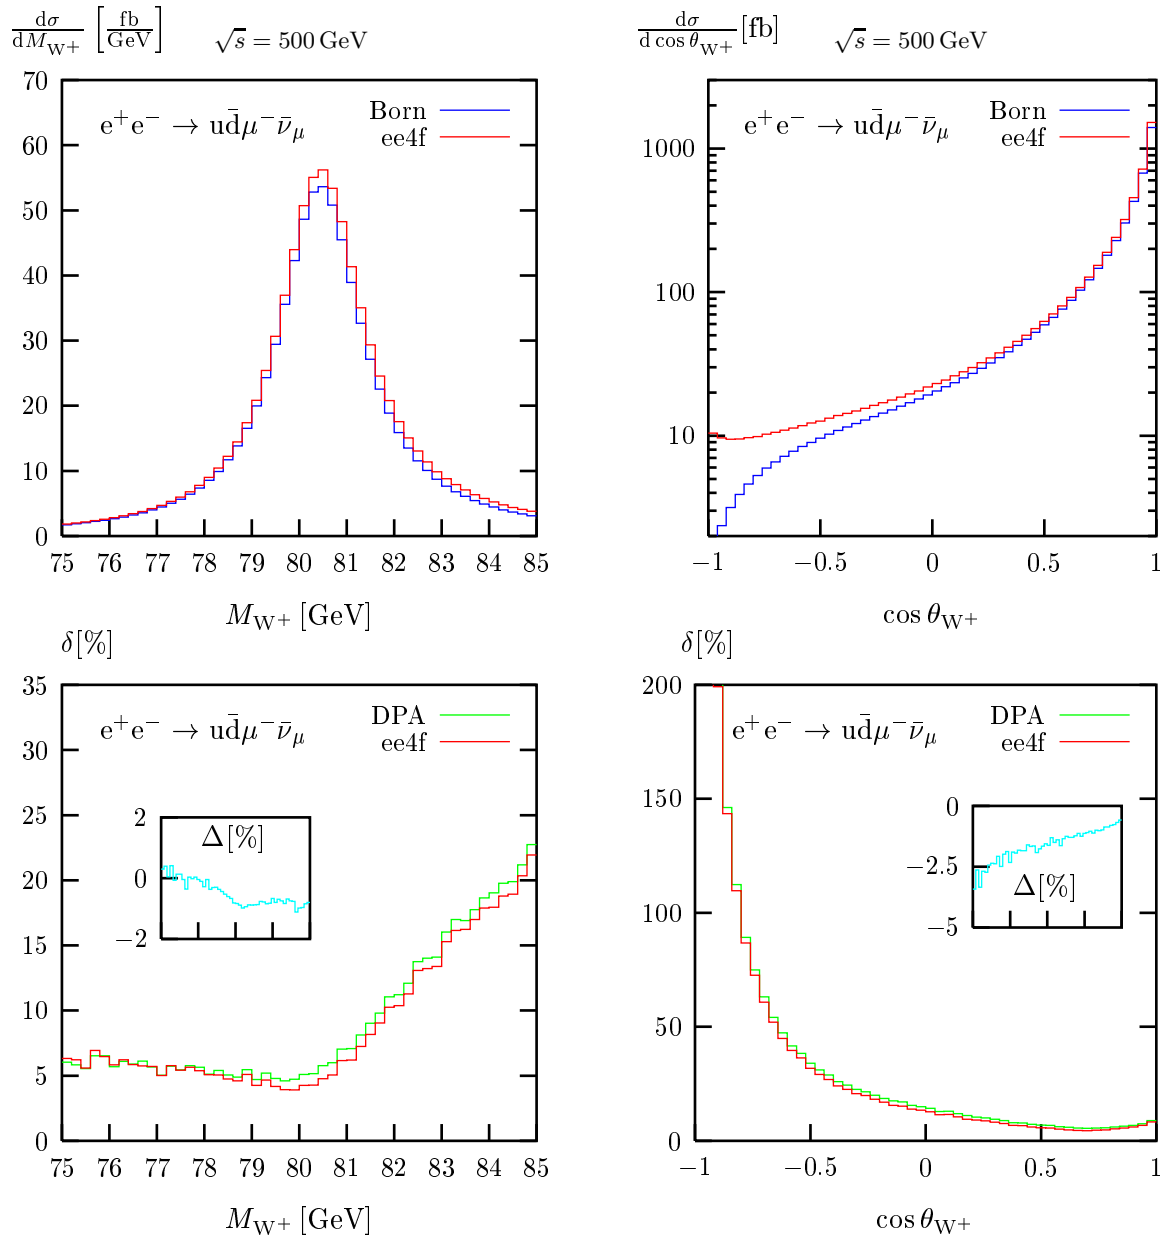 dσ/dM_W+ [fb/GeV] √s = 500 GeV
70
60
50
40
30
20
10
0
e⁺e⁻ → ud̄μ⁻ν̄_μ
Born
ee4f
75 76 77 78 79 80 81 82 83 84 85
M_W+ [GeV]
dσ/d cos θ_W+ [fb] √s = 500 GeV
1000
100
10
e⁺e⁻ → ud̄μ⁻ν̄_μ
Born
ee4f
−1 −0.5 0 0.5 1
cos θ_W+
δ[%]
35
30
25
20
15
10
5
0
e⁺e⁻ → ud̄μ⁻ν̄_μ
DPA
ee4f
2
0
−2
Δ[%]
75 76 77 78 79 80 81 82 83 84 85
M_W+ [GeV]
δ[%]
200
150
100
50
0
e⁺e⁻ → ud̄μ⁻ν̄_μ
DPA
ee4f
0
−2.5
−5
Δ[%]
−1 −0.5 0 0.5 1
cos θ_W+